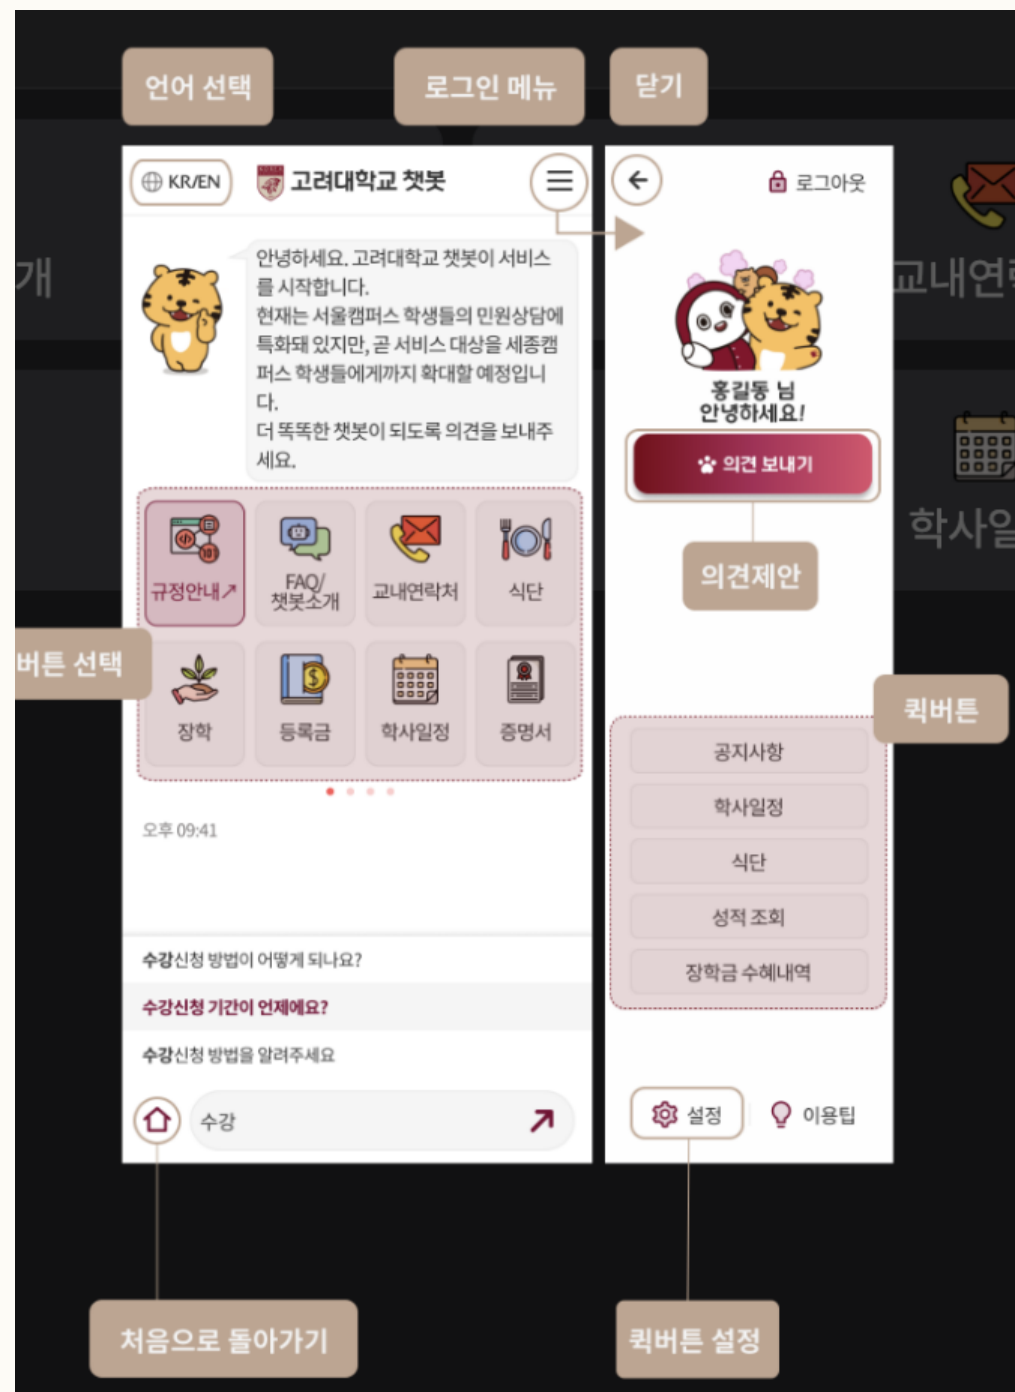 언어 선택
로그인 메뉴
닫기
KR/EN
고려대학교 챗봇
로그아웃
개
교내연
안녕하세요. 고려대학교 챗봇이 서비스
를 시작합니다.
현재는 서울캠퍼스 학생들의 민원상담에
특화돼 있지만, 곧 서비스 대상을 세종캠
퍼스 학생들에게까지 확대할 예정입니
다.
더 똑똑한 챗봇이 되도록 의견을 보내주
세요.
홍길동 님
안녕하세요!
의견 보내기
의견제안
학사일
규정안내↗
FAQ/
챗봇소개
교내연락처
식단
버튼 선택
장학
등록금
학사일정
증명서
퀵버튼
공지사항
학사일정
식단
성적 조회
장학금 수혜내역
오후 09:41
수강신청 방법이 어떻게 되나요?
수강신청 기간이 언제에요?
수강신청 방법을 알려주세요
수강
설정
이용팁
처음으로 돌아가기
퀵버튼 설정